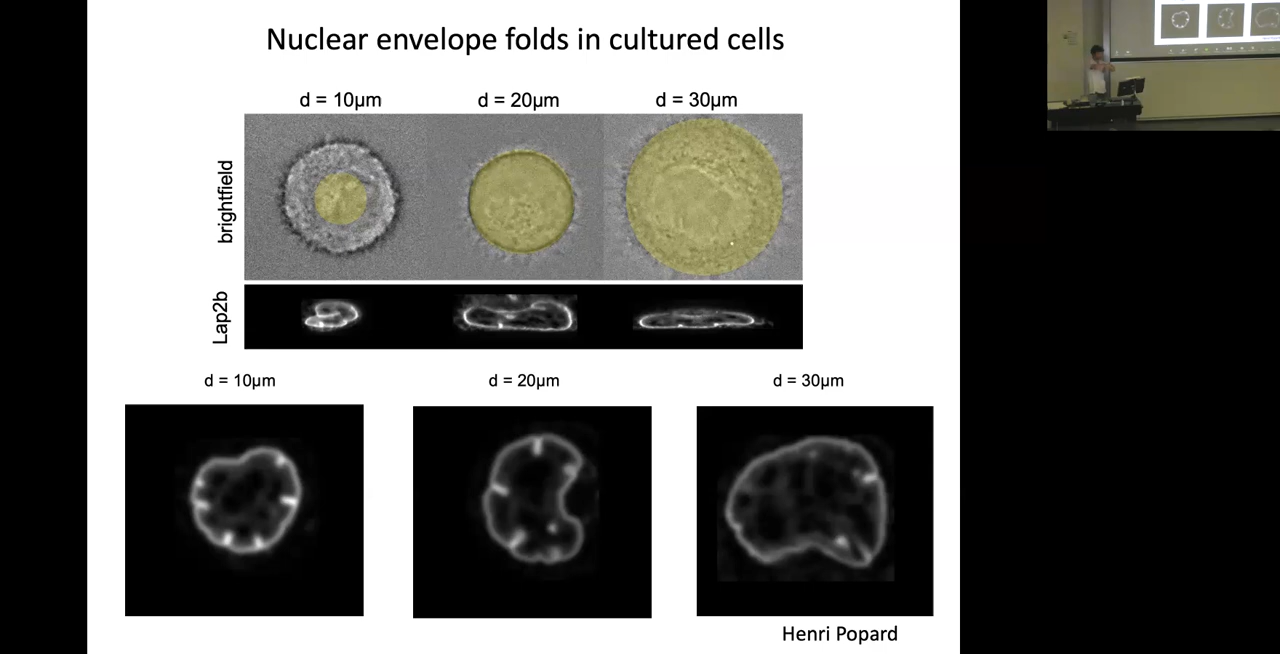 Nuclear envelope folds in cultured cells
d = 10µm d = 20µm d = 30µm
brightfield
Lap2b
d = 10µm d = 20µm d = 30µm
Henri Popard